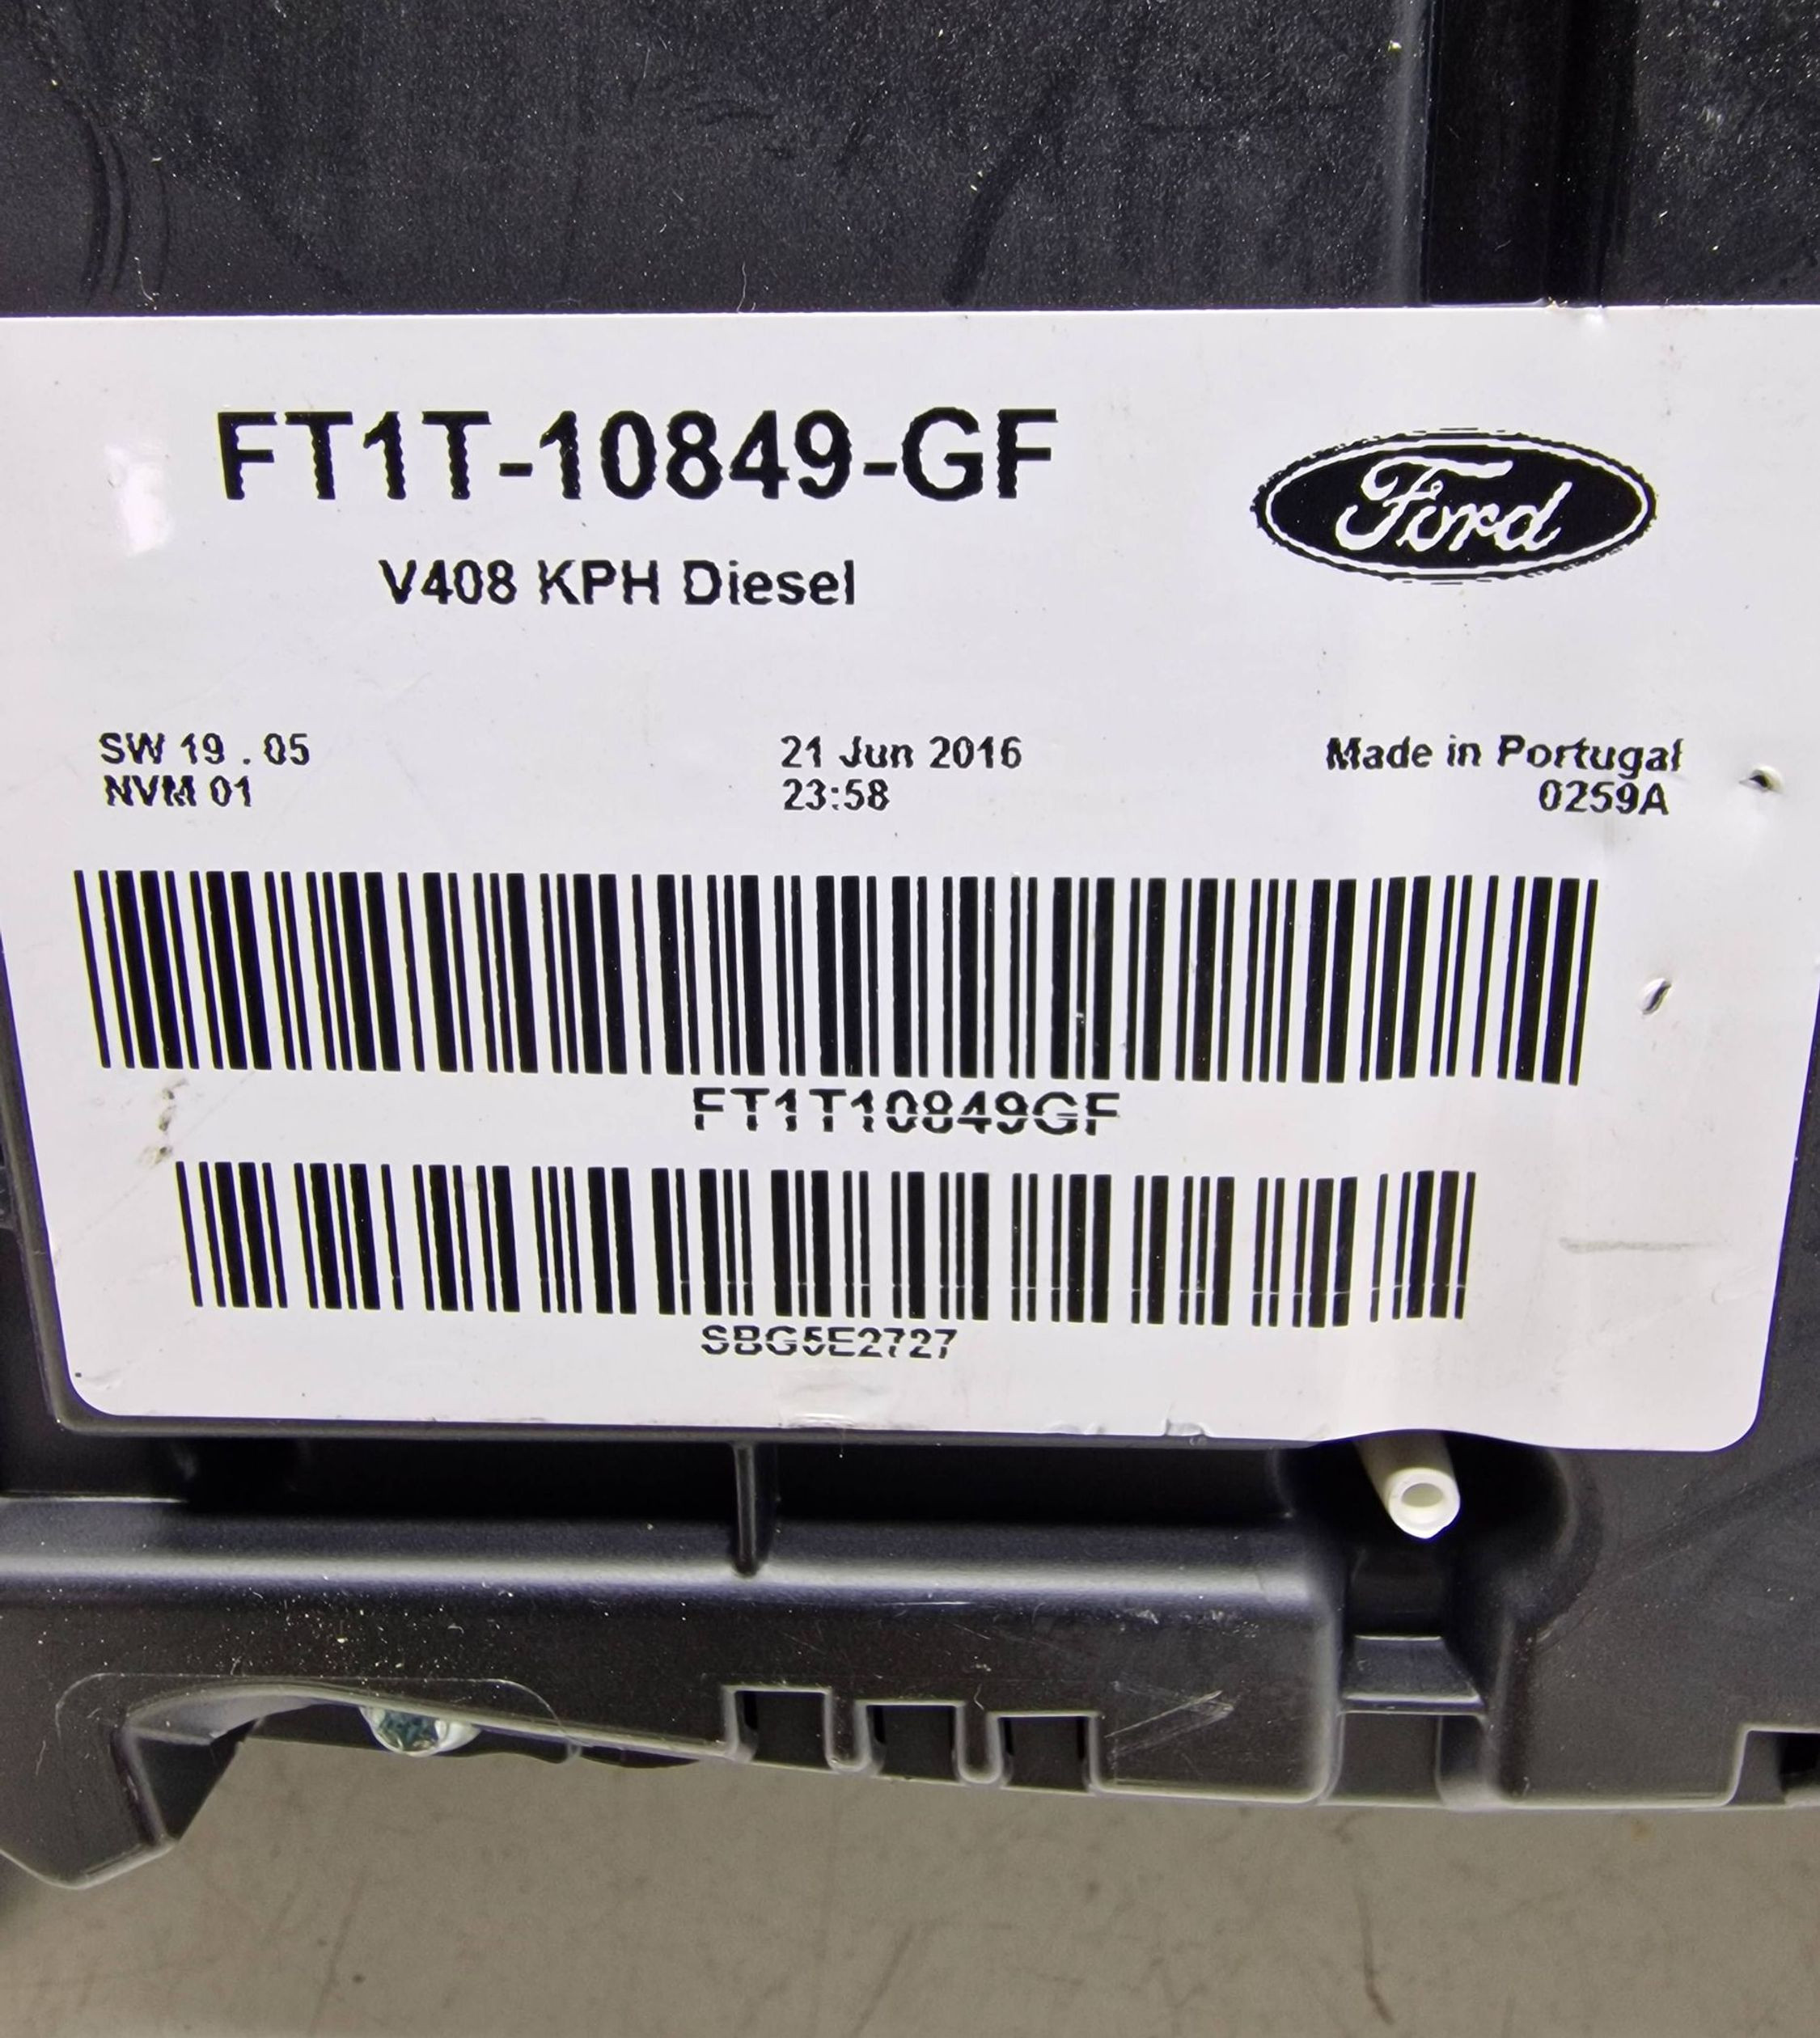 FT1T-10849-GF
Ford
V408 KPH Diesel
SW 19 . 05
21 Jun 2016
Made in Portugal
NVM 01
23:58
0259A
FT1T10849GF
SBG5E2727